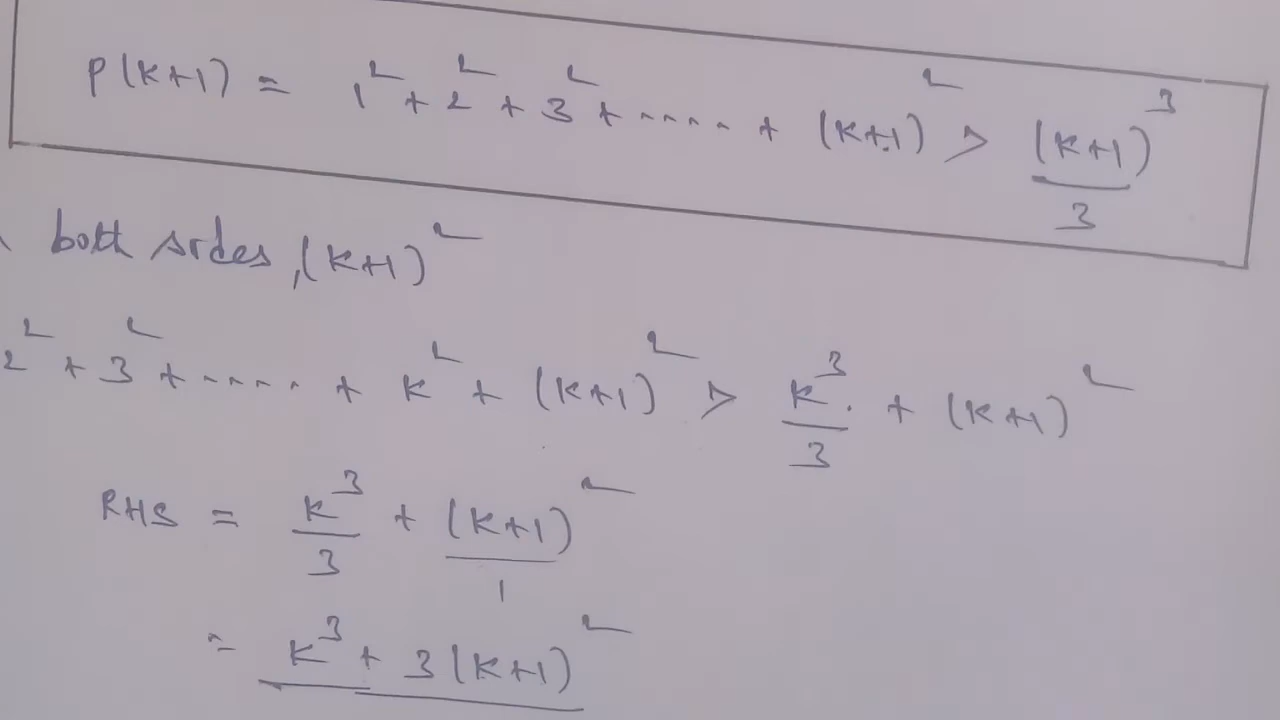 P(K+1) = 1² + 2² + 3² + ..... + (K+1)² > (K+1)³/3
both sides, (K+1)²
2² + 3² + ..... + K² + (K+1)² > K³/3 + (K+1)²
RHS = K³/3 + (K+1)²/1
= K³ + 3(K+1)²